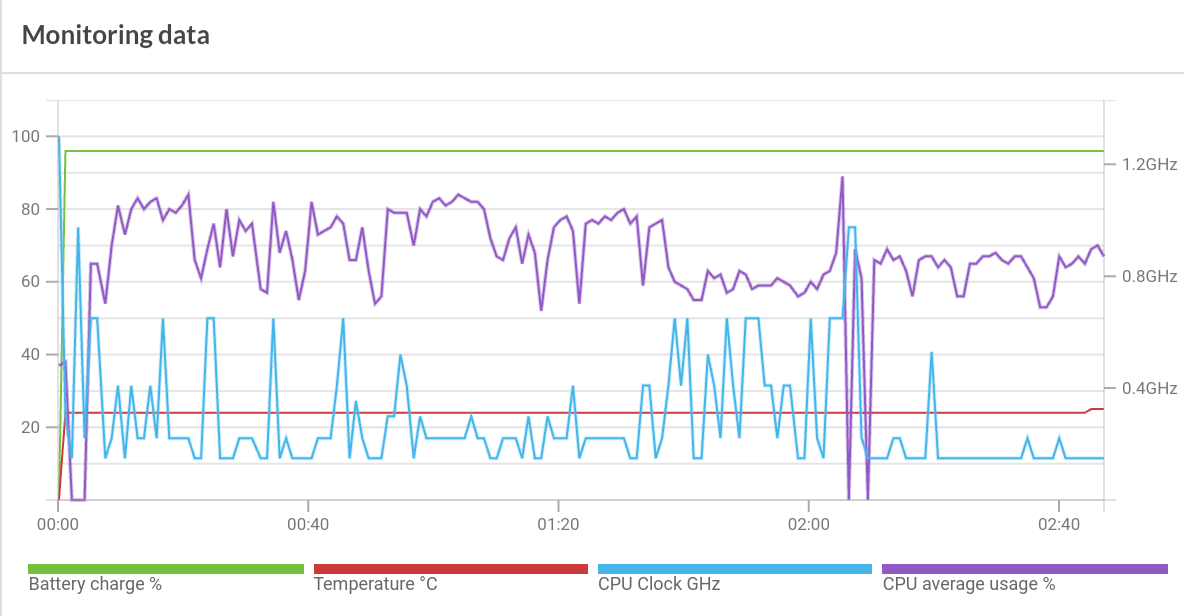 Monitoring data
100
80
60
40
20
1.2GHz
0.8GHz
0.4GHz
00:00 00:40 01:20 02:00 02:40
Battery charge % Temperature °C CPU Clock GHz CPU average usage %